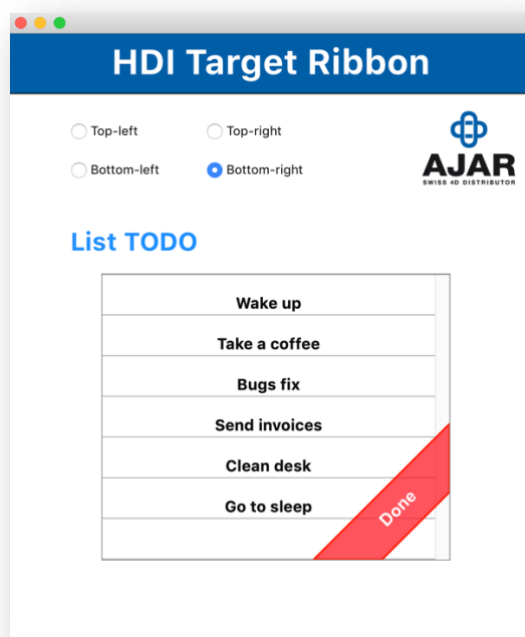 HDI Target Ribbon
Top-left
Top-right
Bottom-left
Bottom-right
AJAR
SWISS 4D DISTRIBUTOR
List TODO
Wake up
Take a coffee
Bugs fix
Send invoices
Clean desk
Go to sleep
Done